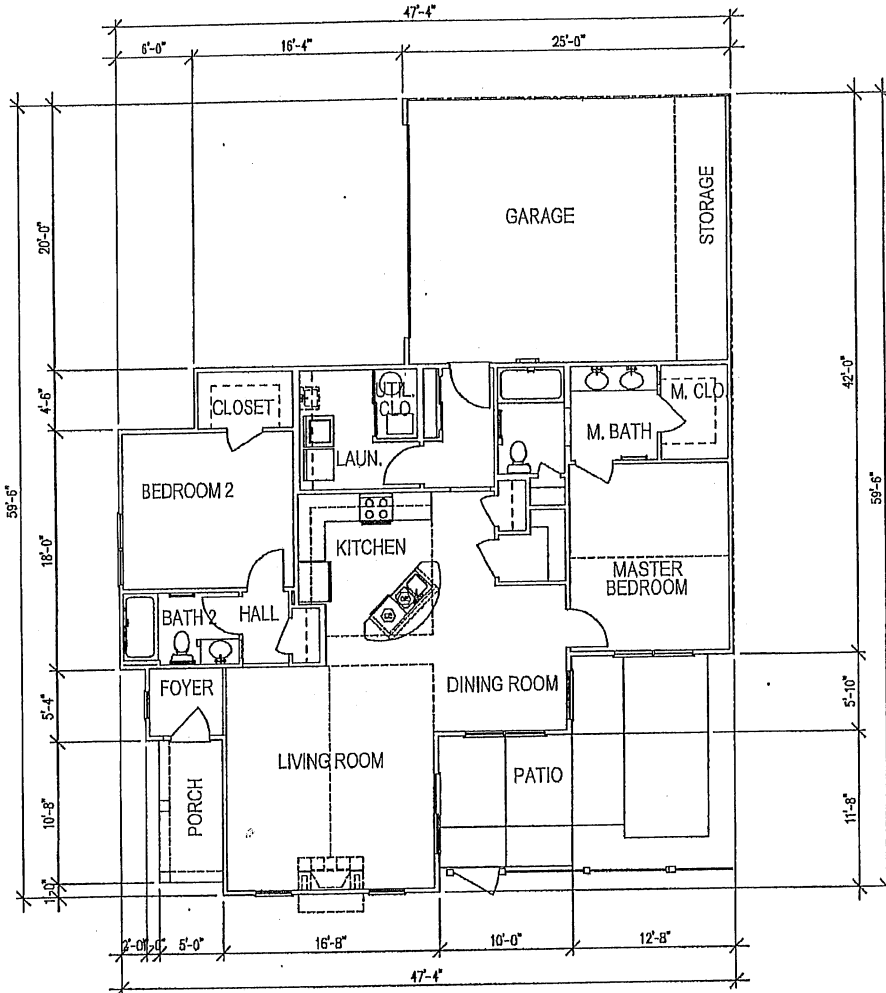 47'-4"
6'-0"
16'-4"
25'-0"
GARAGE
STORAGE
20'-0"
42'-0"
4'-6"
CLOSET
UTIL.
CLO.
M. CLO.
M. BATH
LAUN.
BEDROOM 2
59'-6"
59'-6"
18'-0"
KITCHEN
MASTER
BEDROOM
BATH 2
HALL
FOYER
DINING ROOM
5'-4"
5'-10"
LIVING ROOM
PATIO
PORCH
10'-8"
11'-8"
1'-0"
2'-0"
1'-0"
5'-0"
16'-8"
10'-0"
12'-8"
47'-4"